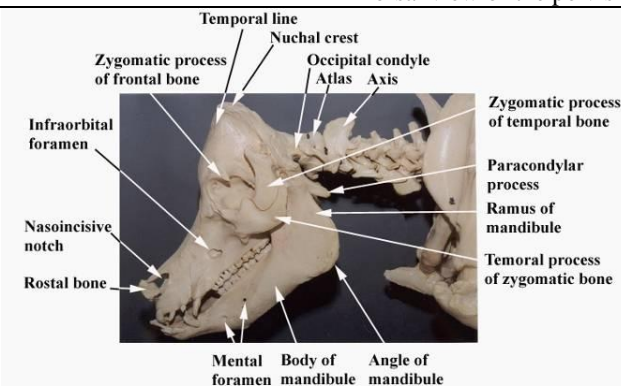 Temporal line
Nuchal crest
Zygomatic process
of frontal bone
Occipital condyle
Atlas
Axis
Zygomatic process
of temporal bone
Infraorbital
foramen
Paracondylar
process
Ramus of
mandibule
Nasoincisive
notch
Temoral process
of zygomatic bone
Rostal bone
Mental
foramen
Body of
mandibule
Angle of
mandibule